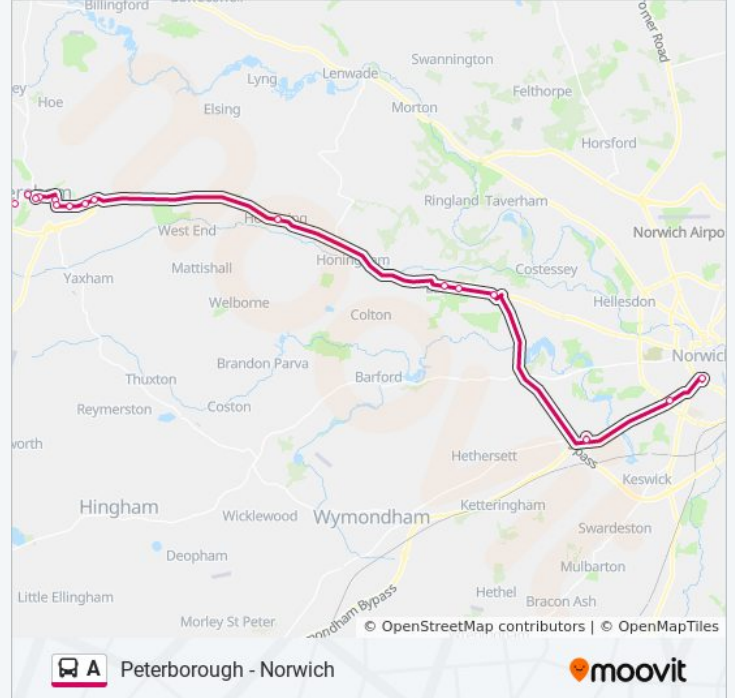 Billingford
Swannington
Lyng
Lenwade
Hoe
Elsing
Felthorpe
Morton
Horsford
Ringland
Taverham
West End
Norwich Airpo
Mattishall
Honingham
Costessey
Yaxham
Welborne
Hellesdon
Colton
Norwic
Brandon Parva
Thuxton
Barford
Reymerston
Coston
Hethersett
Keswick
Hingham
Wicklewood
Wymondham
Ketteringham
Swardeston
Deopham
Mulbarton
Little Ellingham
Hethel
Bracon Ash
Morley St Peter
© OpenStreetMap contributors | © OpenMapTiles
A Peterborough - Norwich
moovit